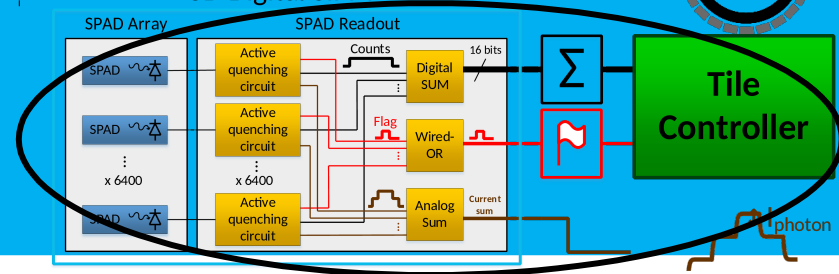 SPAD Array
SPAD Readout
SPAD
Active
quenching
circuit
Counts
Digital
SUM
16 bits
Σ
Tile
Controller
SPAD
Active
quenching
circuit
Flag
Wired-
OR
x 6400
x 6400
SPAD
Active
quenching
circuit
Analog
Sum
Current
sum
photon